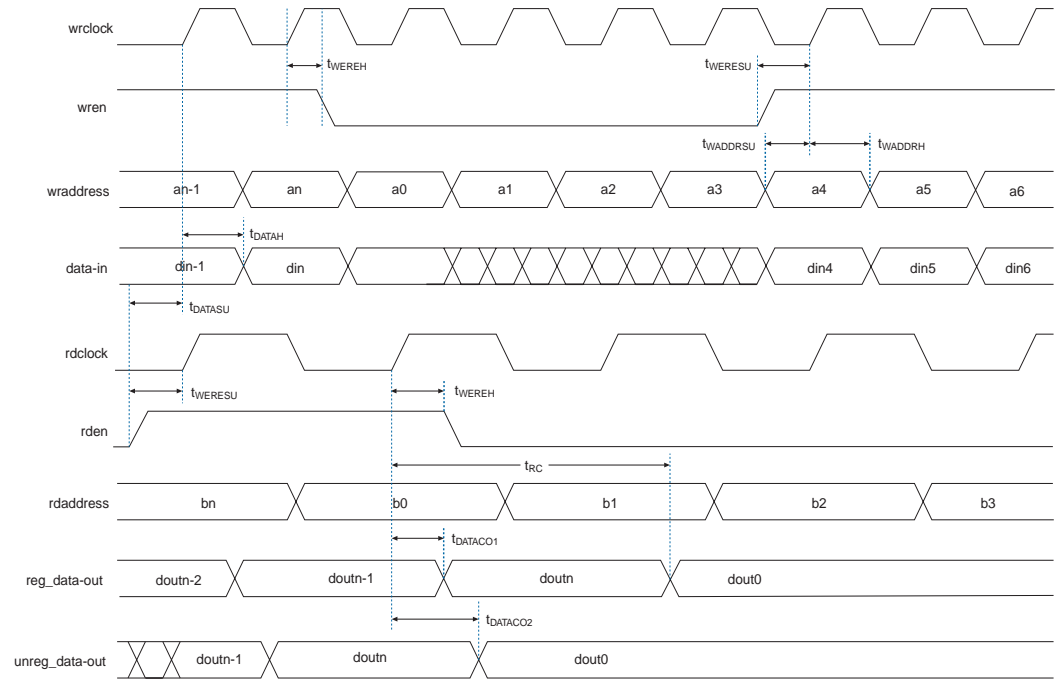 wrclock
tWEREH
tWERESU
wren
tWADDRSU
tWADDRH
wraddress
an-1 an a0 a1 a2 a3 a4 a5 a6
tDATAH
data-in
din-1 din din4 din5 din6
tDATASU
rdclock
tWERESU
tWEREH
rden
tRC
rdaddress
bn b0 b1 b2 b3
tDATACO1
reg_data-out
doutn-2 doutn-1 doutn dout0
tDATACO2
unreg_data-out
doutn-1 doutn dout0